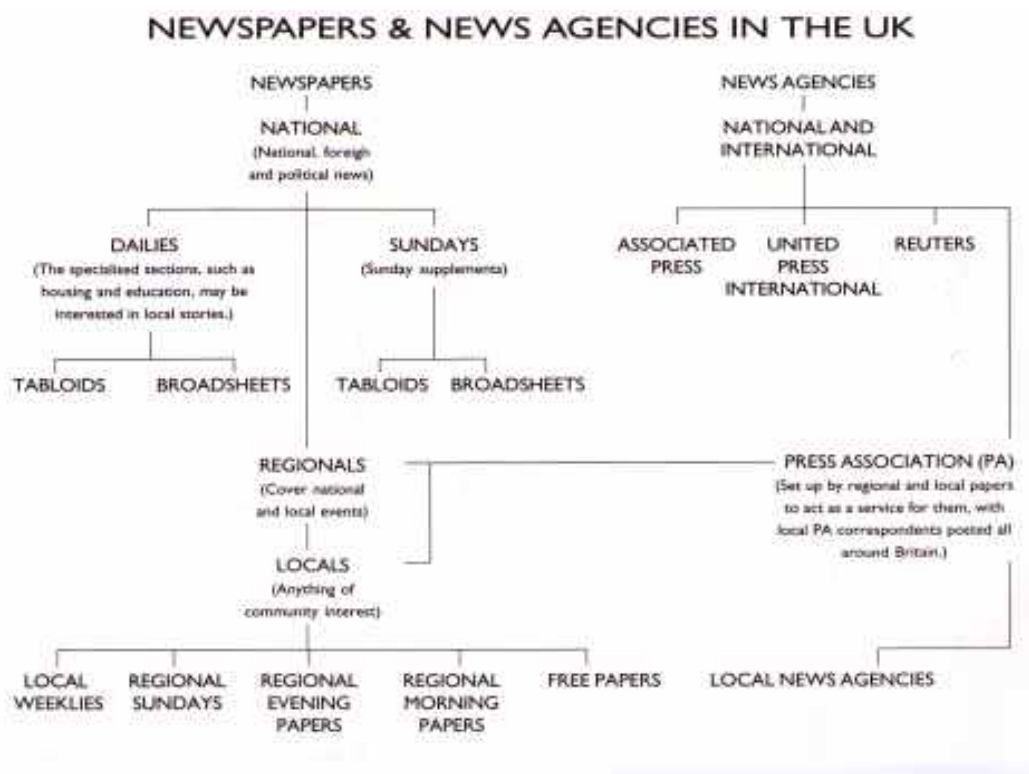 NEWSPAPERS & NEWS AGENCIES IN THE UK
NEWSPAPERS
NATIONAL
(National, foreign
and political news)
DAILIES
(The specialised sections, such as
housing and education, may be
interested in local stories.)
TABLOIDS
BROADSHEETS
SUNDAYS
(Sunday supplements)
TABLOIDS
BROADSHEETS
REGIONALS
(Cover national
and local events)
LOCALS
(Anything of
community interest)
LOCAL
WEEKLIES
REGIONAL
SUNDAYS
REGIONAL
EVENING
PAPERS
REGIONAL
MORNING
PAPERS
FREE PAPERS
NEWS AGENCIES
NATIONAL AND
INTERNATIONAL
ASSOCIATED
PRESS
UNITED
PRESS
INTERNATIONAL
REUTERS
PRESS ASSOCIATION (PA)
(Set up by regional and local papers
to act as a service for them, with
local PA correspondents posted all
around Britain.)
LOCAL NEWS AGENCIES